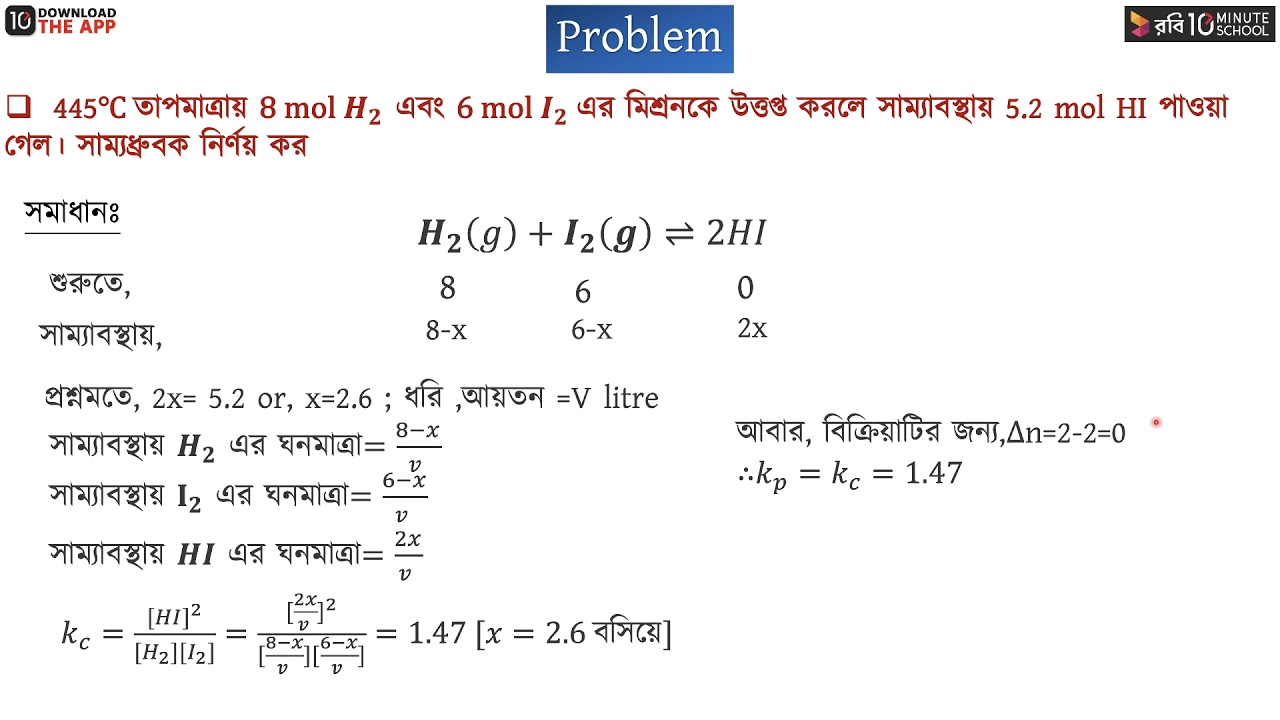 10 DOWNLOAD THE APP
Problem
রবি 10 MINUTE SCHOOL
❑ 445°C তাপমাত্রায় 8 mol H₂ এবং 6 mol I₂ এর মিশ্রনকে উত্তপ্ত করলে সাম্যাবস্থায় 5.2 mol HI পাওয়া
গেল। সাম্যধ্রুবক নির্ণয় কর
সমাধানঃ
H₂(g) + I₂(g) ⇌ 2HI
শুরুতে, 8 6 0
সাম্যাবস্থায়, 8-x 6-x 2x
প্রশ্নমতে, 2x= 5.2 or, x=2.6 ; ধরি ,আয়তন =V litre
সাম্যাবস্থায় H₂ এর ঘনমাত্রা= (8−x)/v
সাম্যাবস্থায় I₂ এর ঘনমাত্রা= (6−x)/v
সাম্যাবস্থায় HI এর ঘনমাত্রা= 2x/v
k_c = [HI]²/[H₂][I₂] = [2x/v]²/[8−x/v][6−x/v] = 1.47 [x = 2.6 বসিয়ে]
আবার, বিক্রিয়াটির জন্য,Δn=2-2=0
∴k_p = k_c = 1.47